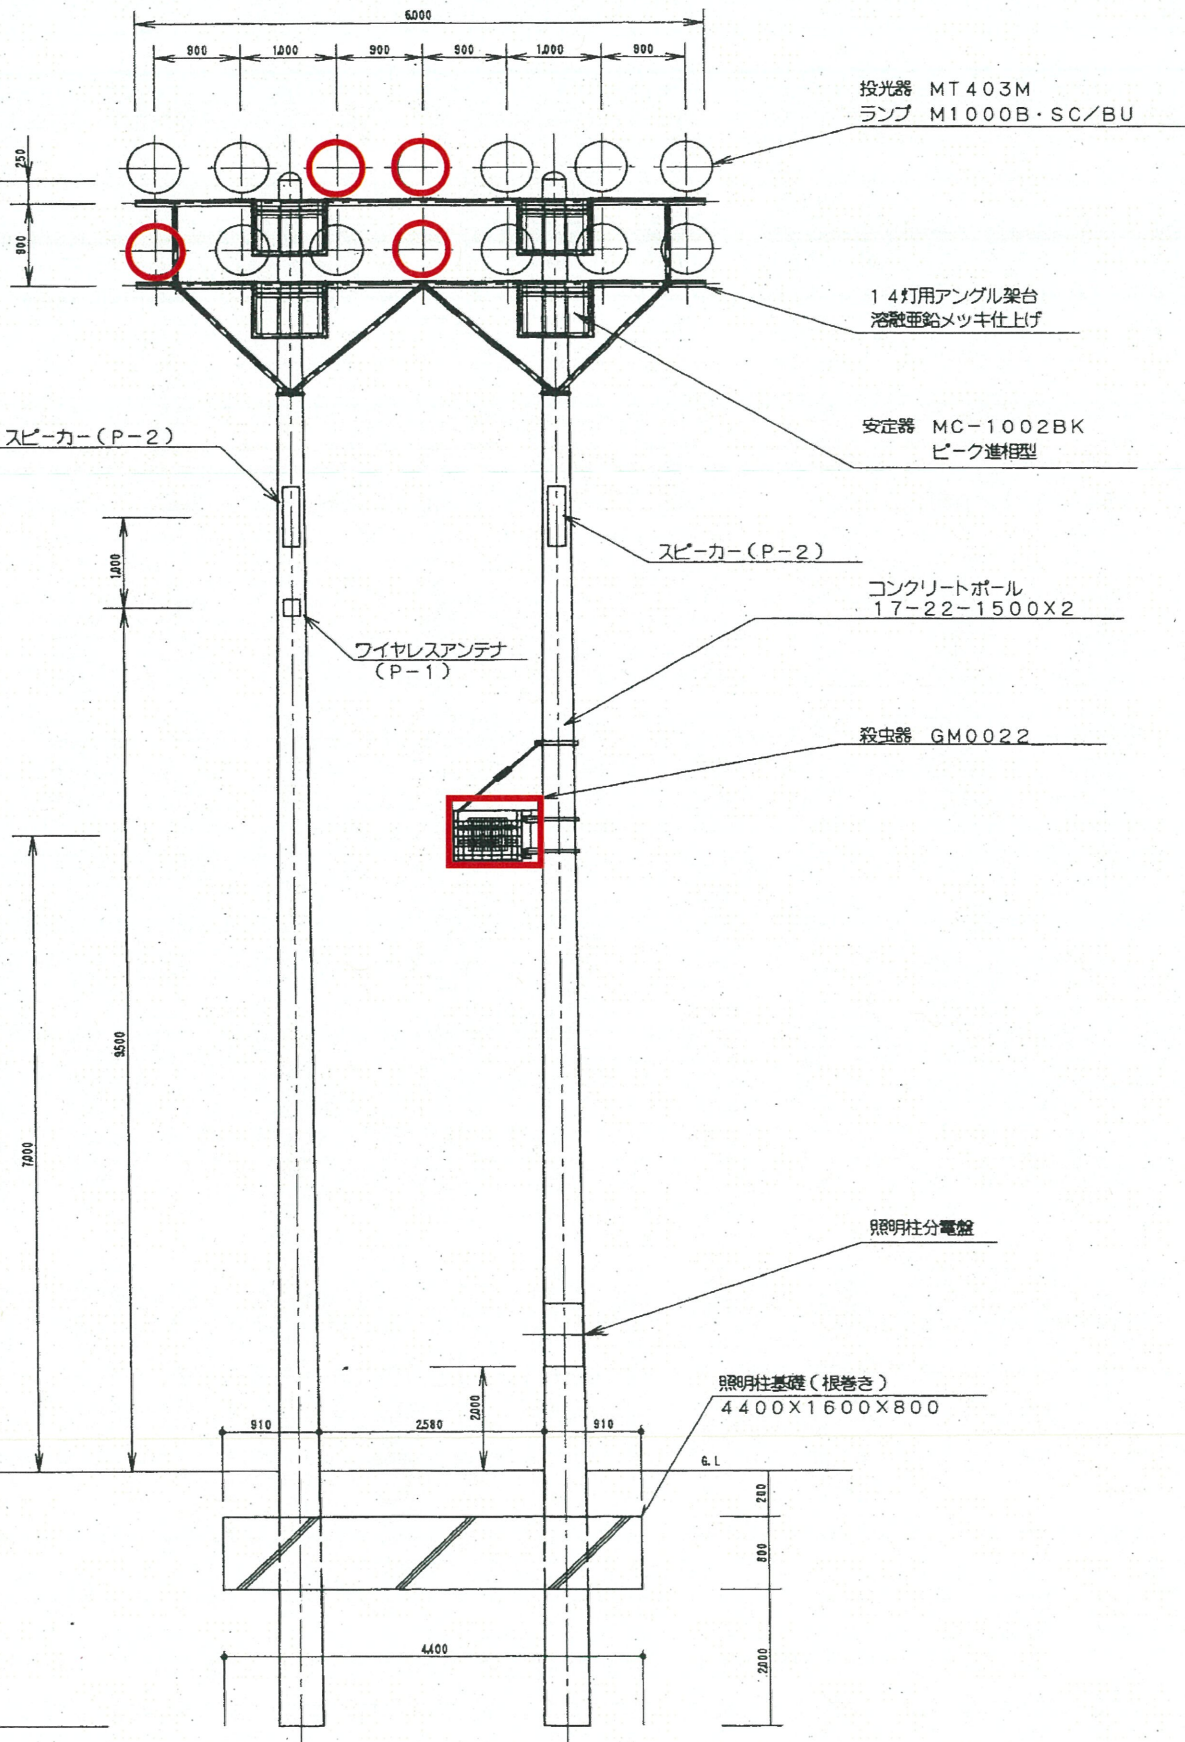 6,000
900 1,000 900 900 1,000 900
投光器 MT403M
ランプ M1000B・SC/BU
250
900
14灯用アングル架台
溶融亜鉛メッキ仕上げ
安定器 MC-1002BK
ピーク進相型
スピーカー(P-2)
スピーカー(P-2)
1,000
コンクリートポール
17-22-1500X2
ワイヤレスアンテナ
(P-1)
殺虫器 GM0022
9,500
7,000
照明柱分電盤
照明柱基礎(根巻き)
4400X1600X800
2,000
910 2,580 910
G.L
200
800
4,400
2,000